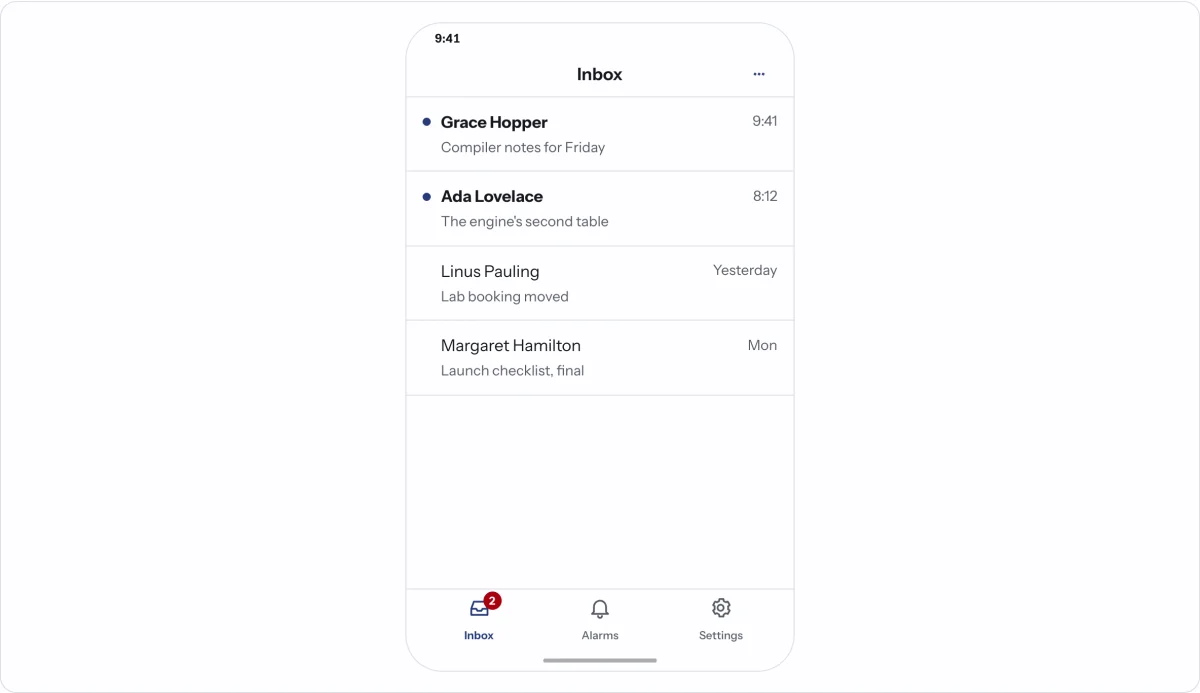 9:41
Inbox
Grace Hopper 9:41
Compiler notes for Friday
Ada Lovelace 8:12
The engine's second table
Linus Pauling Yesterday
Lab booking moved
Margaret Hamilton Mon
Launch checklist, final
2
Inbox Alarms Settings